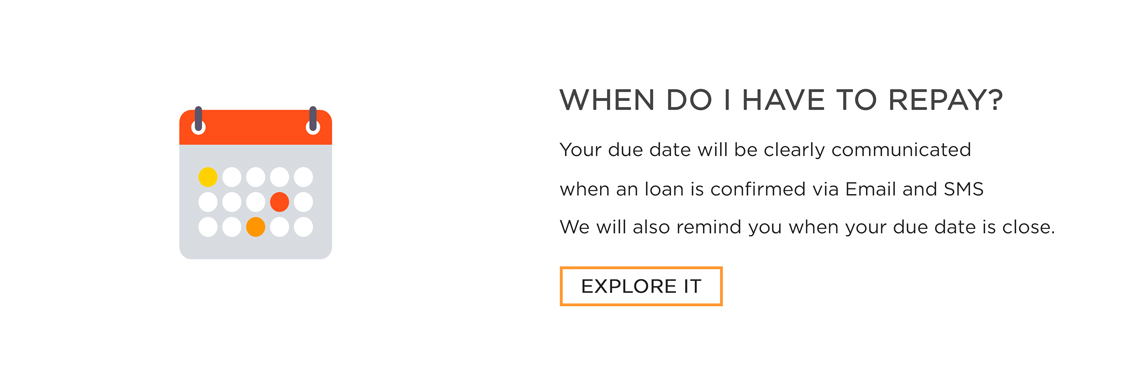 WHEN DO I HAVE TO REPAY?
Your due date will be clearly communicated
when an loan is confirmed via Email and SMS
We will also remind you when your due date is close.
EXPLORE IT